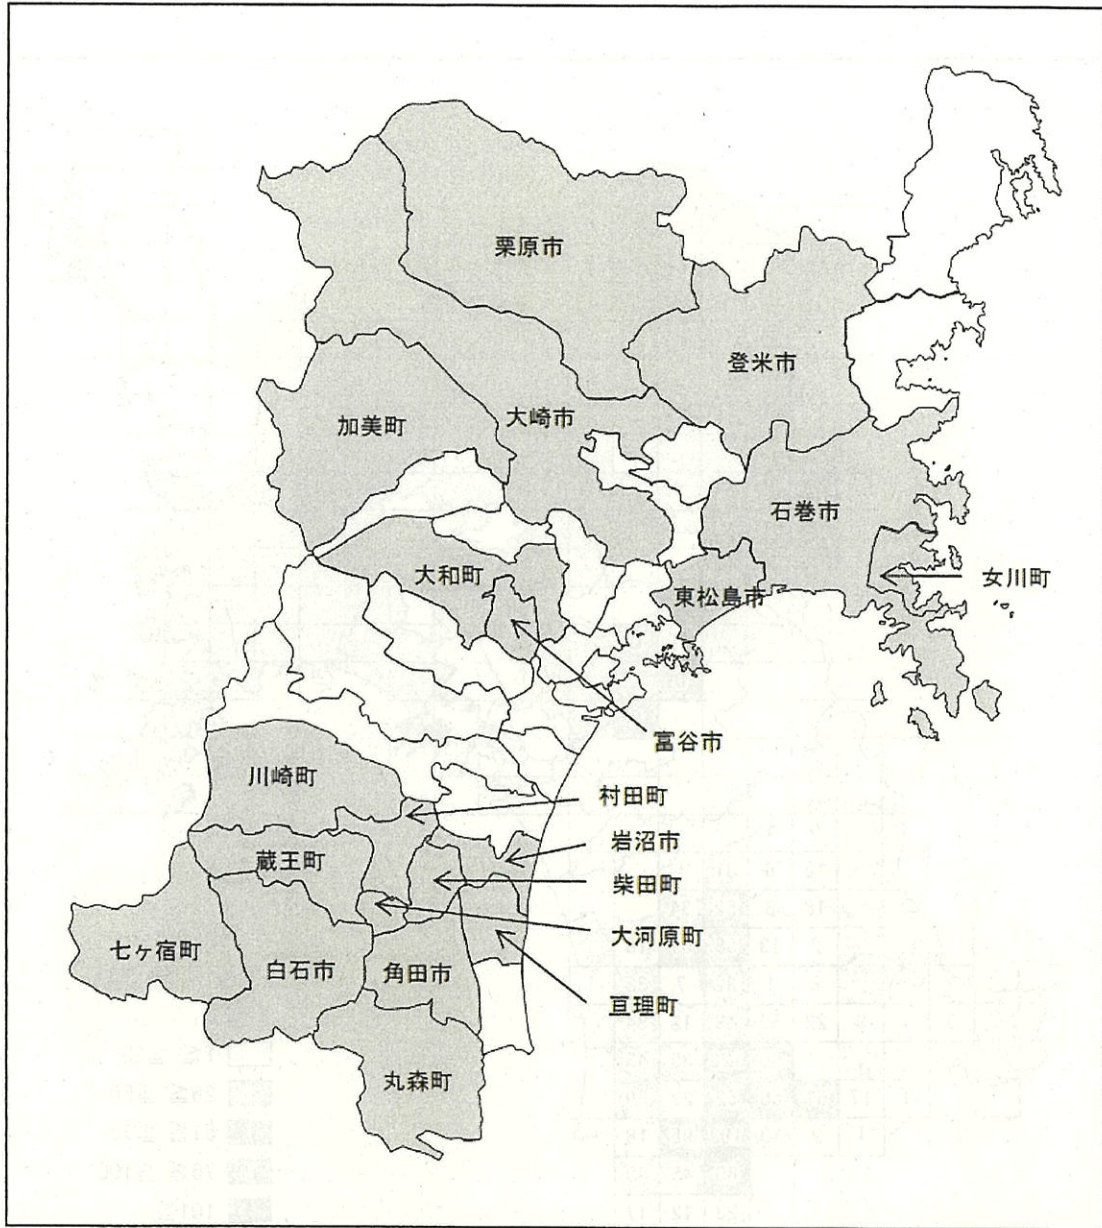 栗原市
登米市
加美町
大崎市
石巻市
大和町
東松島市
女川町
富谷市
川崎町
村田町
岩沼市
蔵王町
柴田町
大河原町
七ヶ宿町
白石市
角田市
亘理町
丸森町